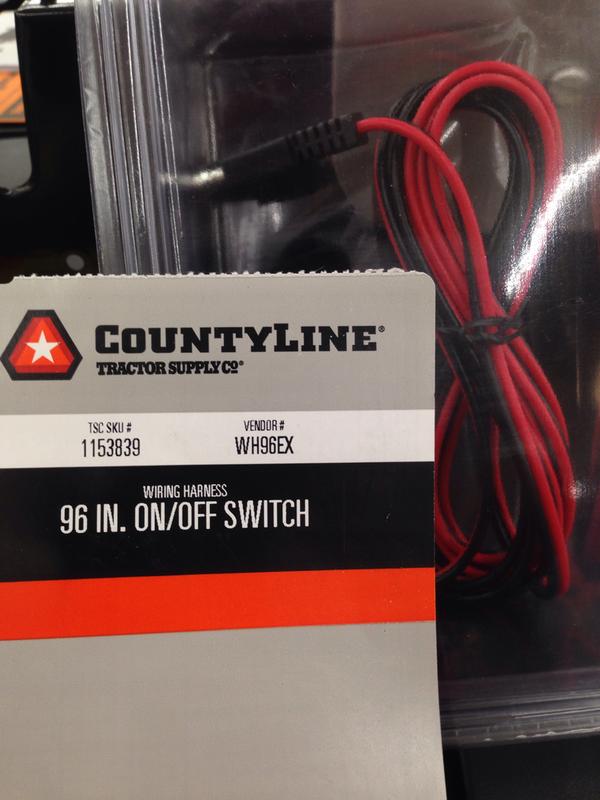 COUNTYLINE®
TRACTOR SUPPLY CO®
TSC SKU # VENDOR #
1153839 WH96EX
WIRING HARNESS
96 IN. ON/OFF SWITCH